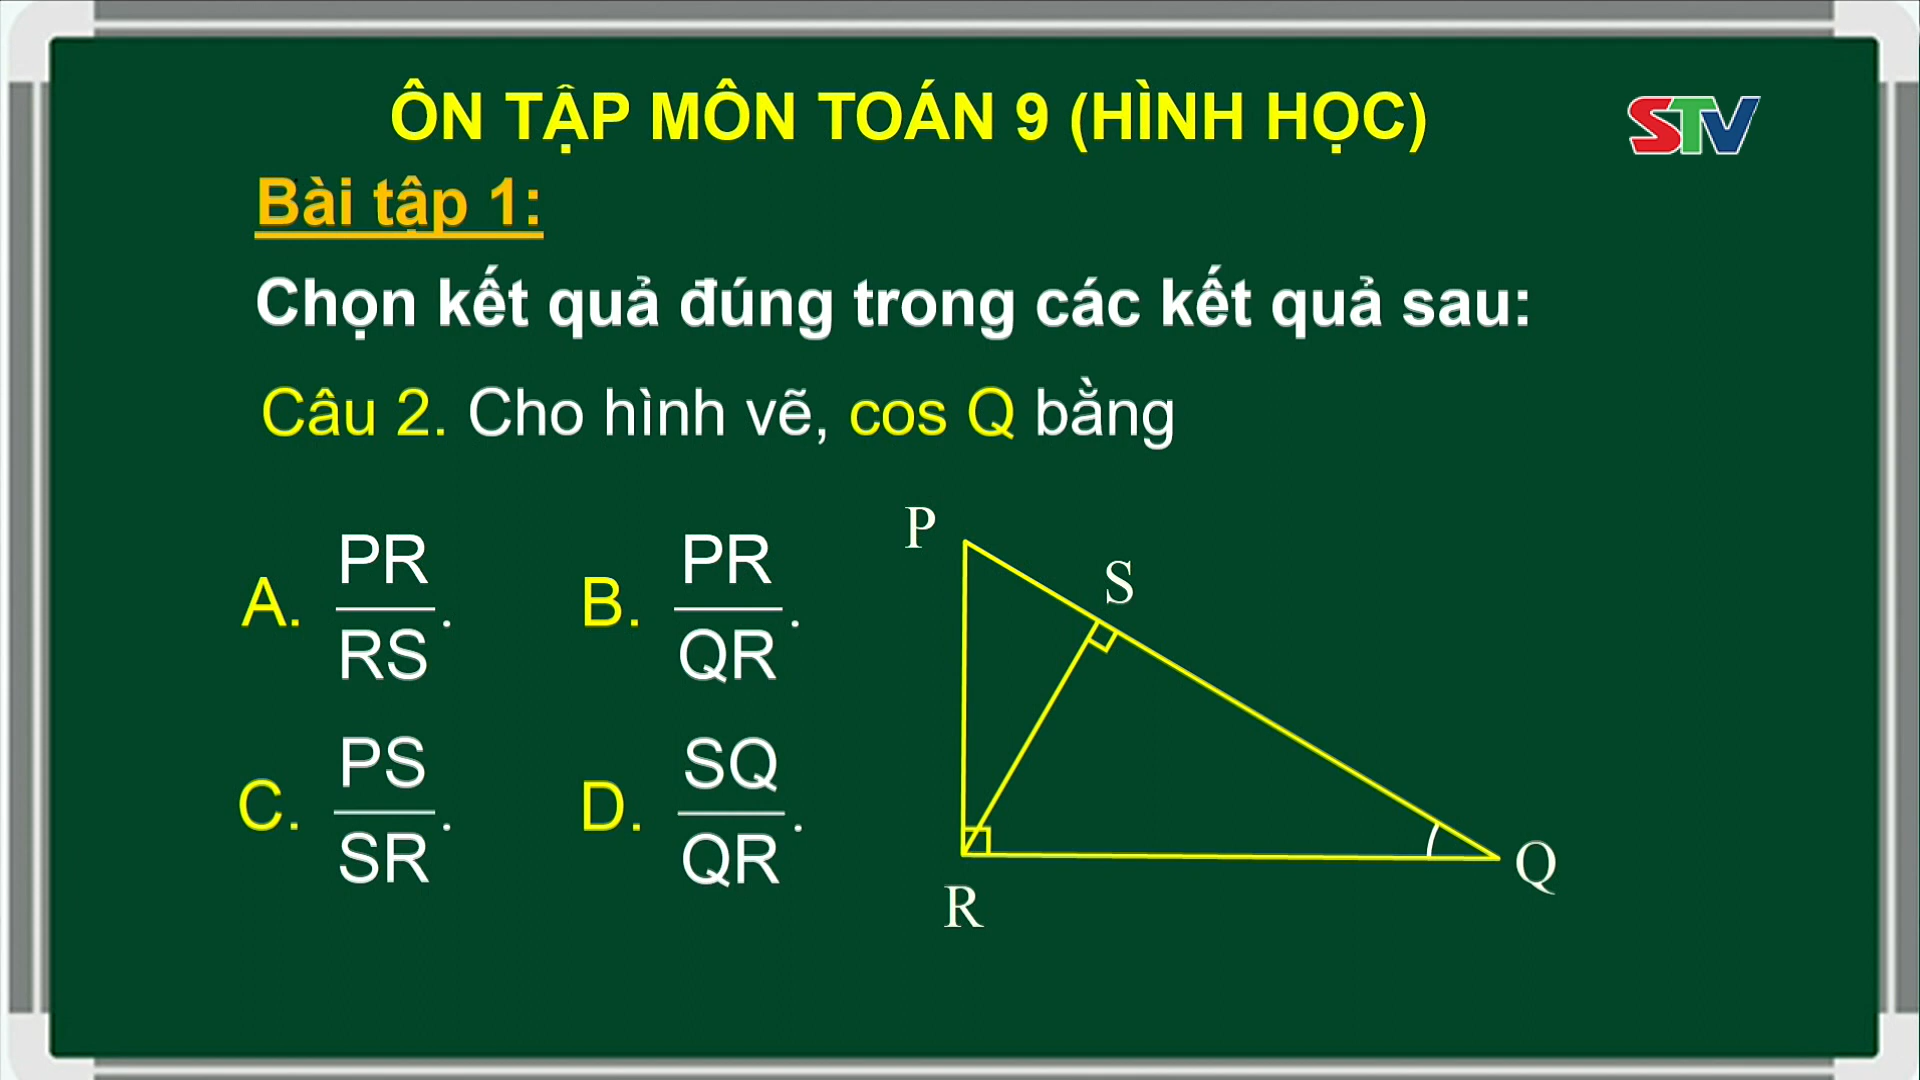 ÔN TẬP MÔN TOÁN 9 (HÌNH HỌC)
STV
Bài tập 1:
Chọn kết quả đúng trong các kết quả sau:
Câu 2. Cho hình vẽ, cos Q bằng
A. PR/RS.
B. PR/QR.
C. PS/SR.
D. SQ/QR.
P
S
R
Q